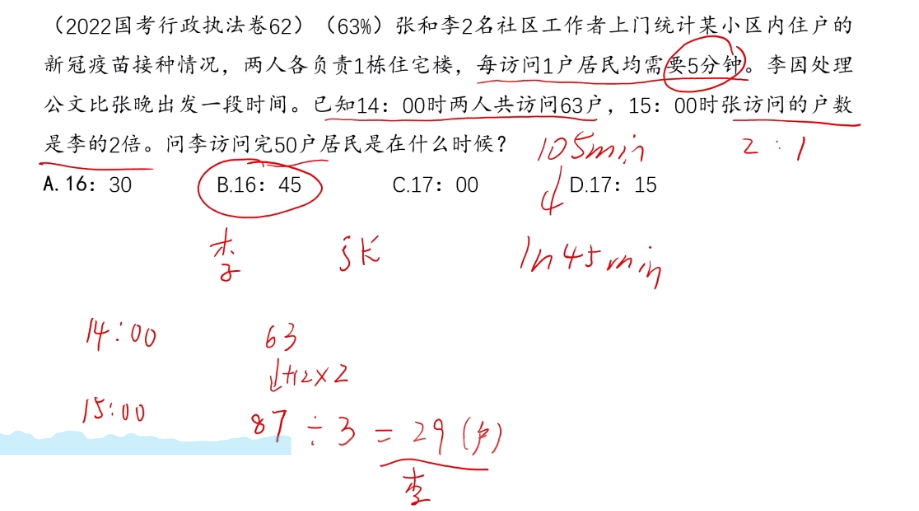 （2022国考行政执法卷62）（63%）张和李2名社区工作者上门统计某小区内住户的
新冠疫苗接种情况，两人各负责1栋住宅楼，每访问1户居民均需要5分钟。李因处理
公文比张晚出发一段时间。已知14：00时两人共访问63户，15：00时张访问的户数
是李的2倍。问李访问完50户居民是在什么时候？
105min 2:1
A.16：30 B.16：45 C.17：00 D.17：15
李 张 1h45min
14:00 63
+12×2
15:00 87÷3=29(户)
李